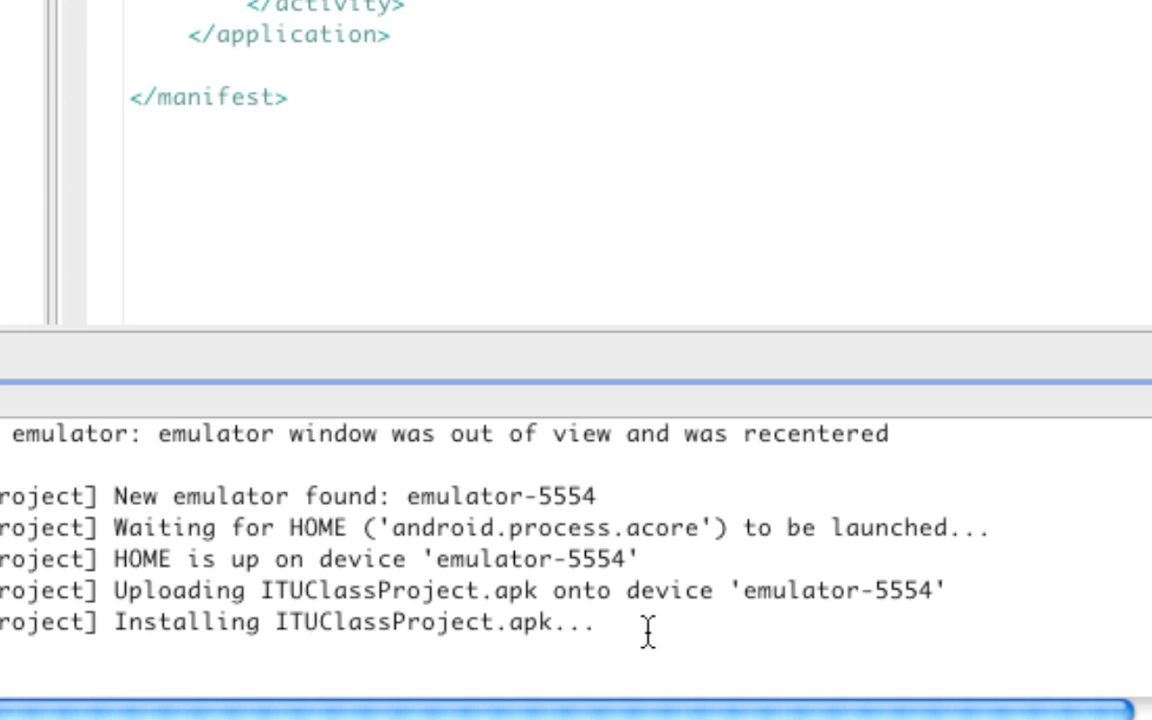 </activity>
</application>
</manifest>
emulator: emulator window was out of view and was recentered
roject] New emulator found: emulator-5554
roject] Waiting for HOME ('android.process.acore') to be launched...
roject] HOME is up on device 'emulator-5554'
roject] Uploading ITUClassProject.apk onto device 'emulator-5554'
roject] Installing ITUClassProject.apk...